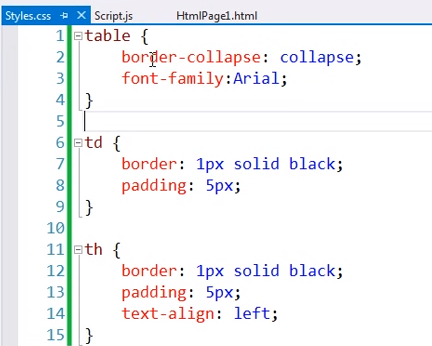 Styles.css Script.js HtmlPage1.html
1 table {
2 border-collapse: collapse;
3 font-family:Arial;
4 }
5
6 td {
7 border: 1px solid black;
8 padding: 5px;
9 }
10
11 th {
12 border: 1px solid black;
13 padding: 5px;
14 text-align: left;
15 }